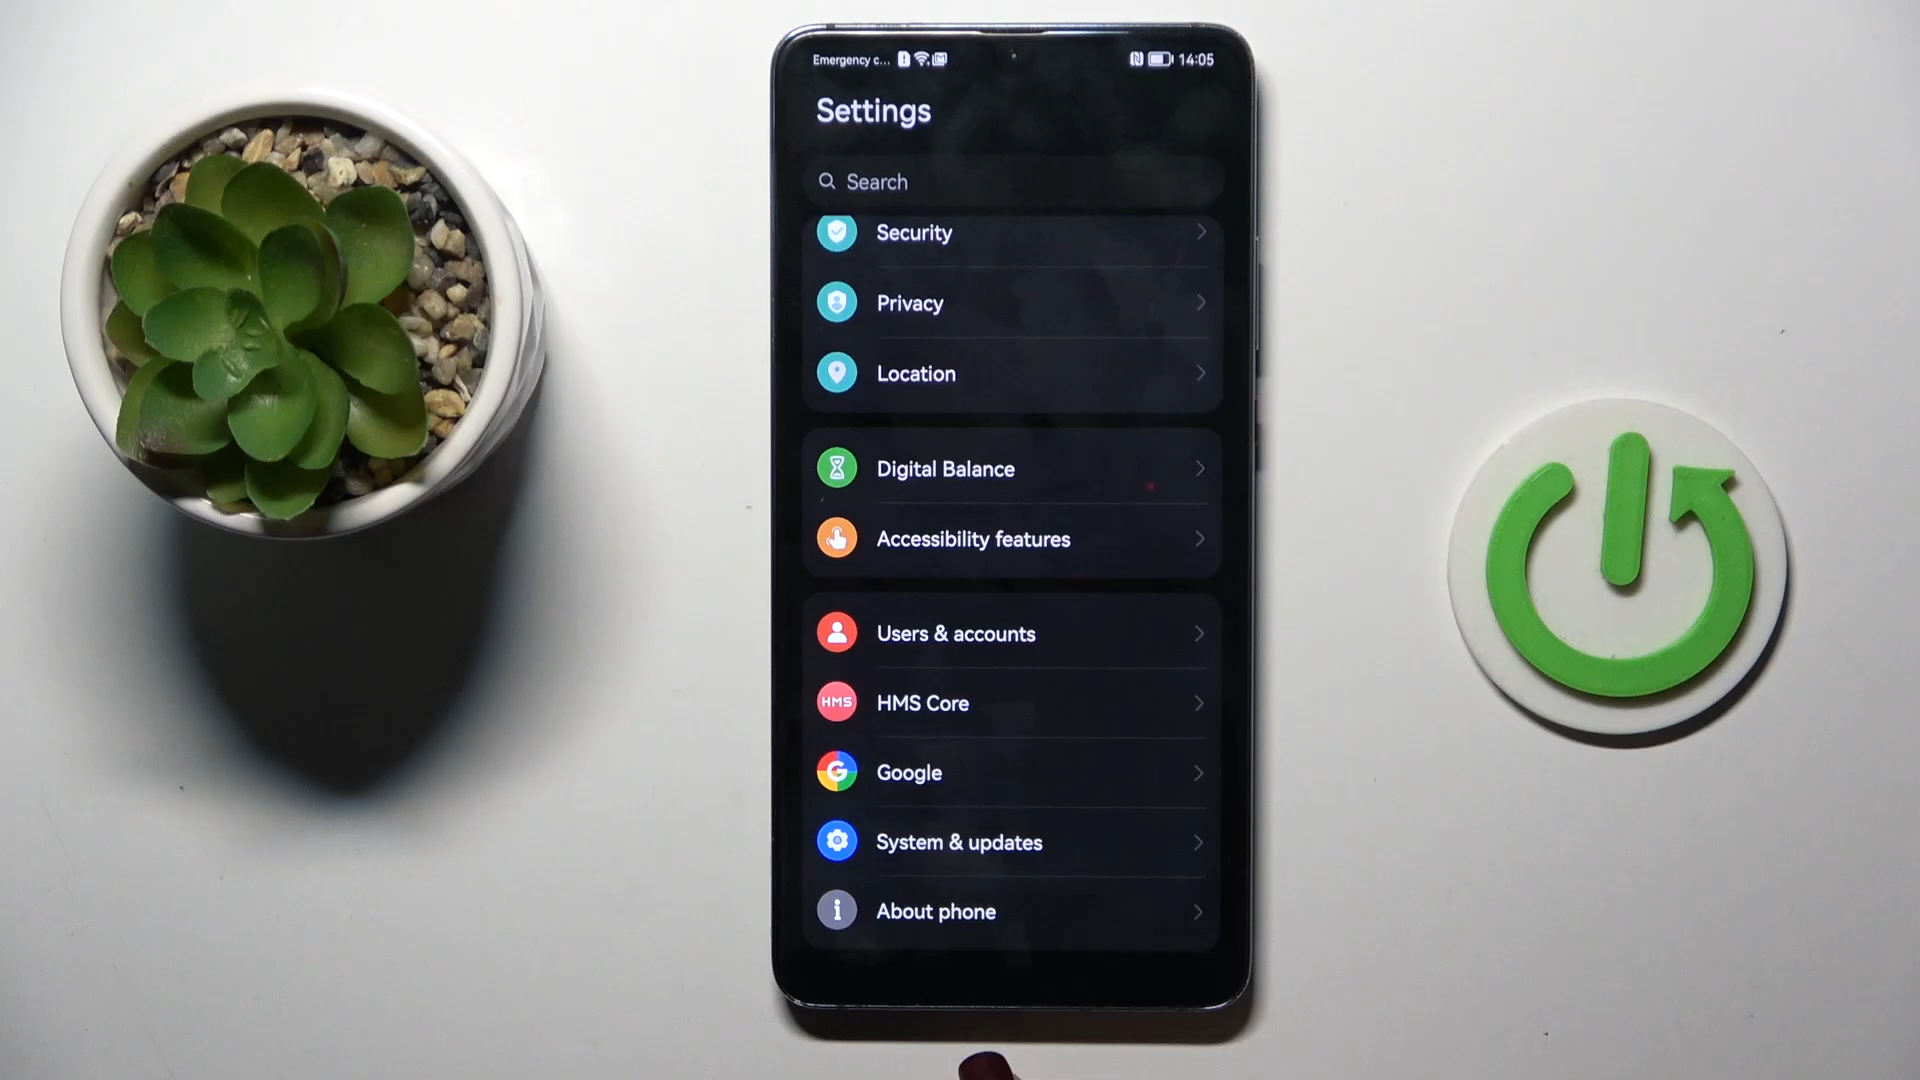 Emergency c... 14:05
Settings
Search
Security
Privacy
Location
Digital Balance
Accessibility features
Users & accounts
HMS HMS Core
G Google
System & updates
About phone